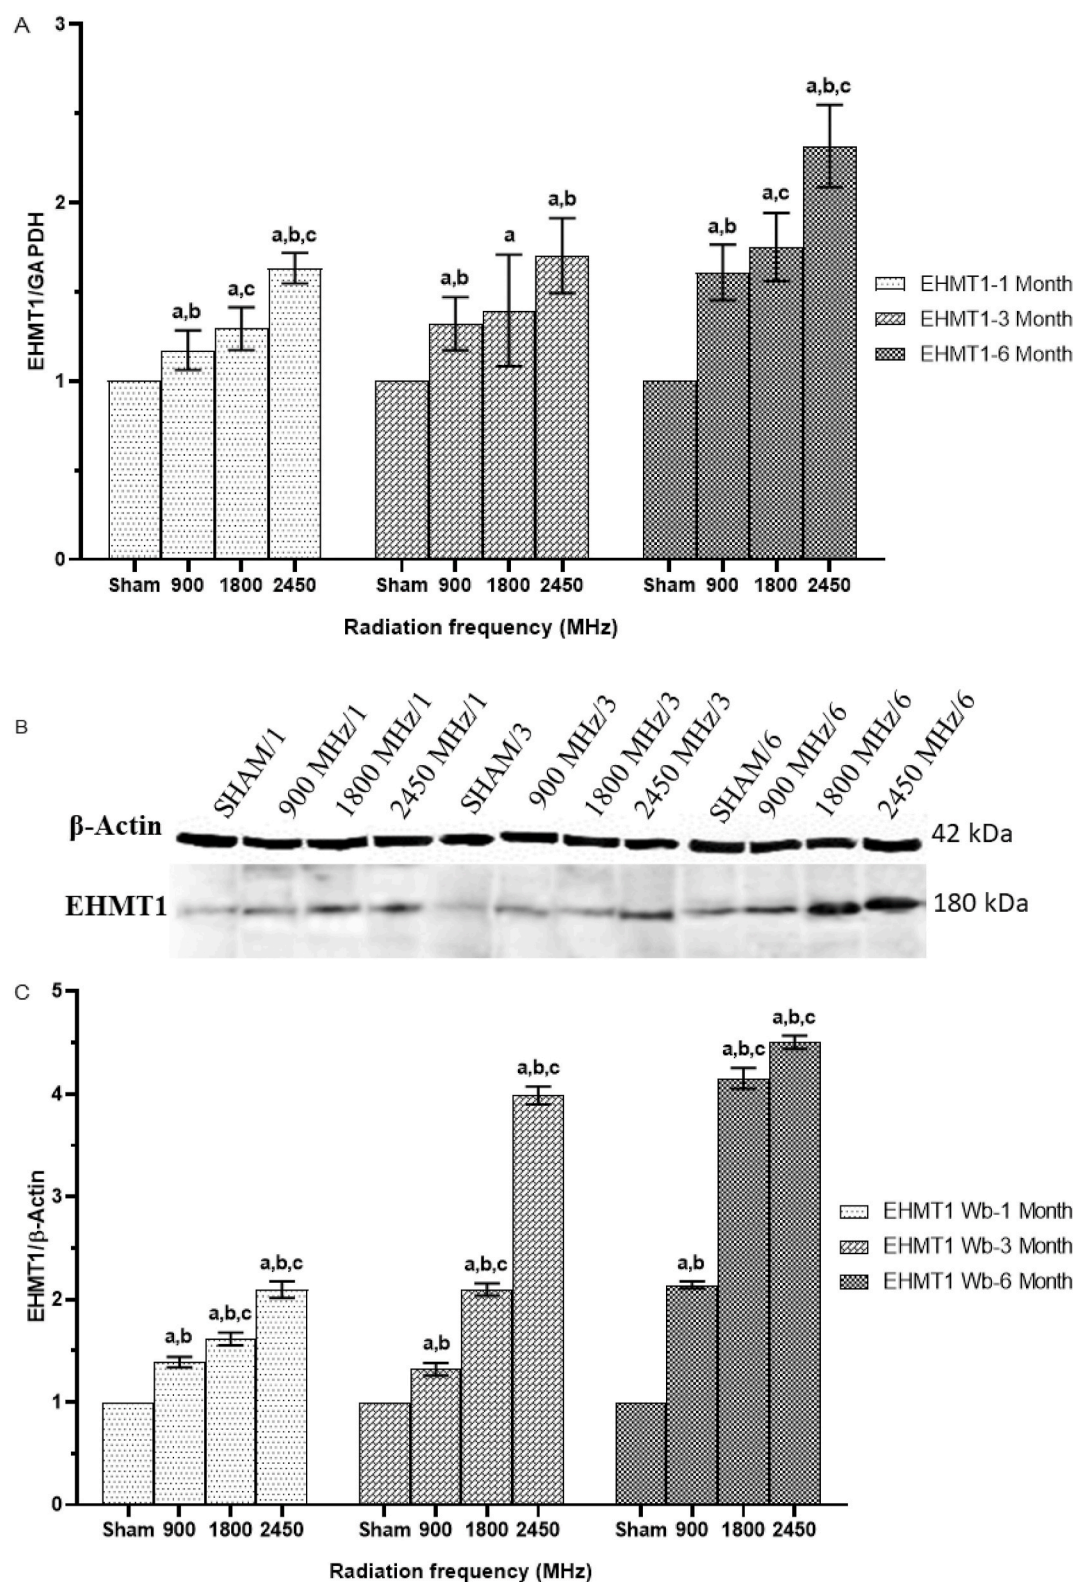 A
3
2
1
0
EHMT1/GAPDH
a,b
a,c
a,b,c
a,b
a
a,b
a,b
a,c
a,b,c
EHMT1-1 Month
EHMT1-3 Month
EHMT1-6 Month
Sham 900 1800 2450 Sham 900 1800 2450 Sham 900 1800 2450
Radiation frequency (MHz)
B
SHAM/1
900 MHz/1
1800 MHz/1
2450 MHz/1
SHAM/3
900 MHz/3
1800 MHz/3
2450 MHz/3
SHAM/6
900 MHz/6
1800 MHz/6
2450 MHz/6
β-Actin
42 kDa
EHMT1
180 kDa
C
5
4
3
2
1
0
EHMT1/β-Actin
a,b
a,b,c
a,b,c
a,b
a,b,c
a,b,c
a,b
a,b,c
a,b,c
EHMT1 Wb-1 Month
EHMT1 Wb-3 Month
EHMT1 Wb-6 Month
Sham 900 1800 2450 Sham 900 1800 2450 Sham 900 1800 2450
Radiation frequency (MHz)